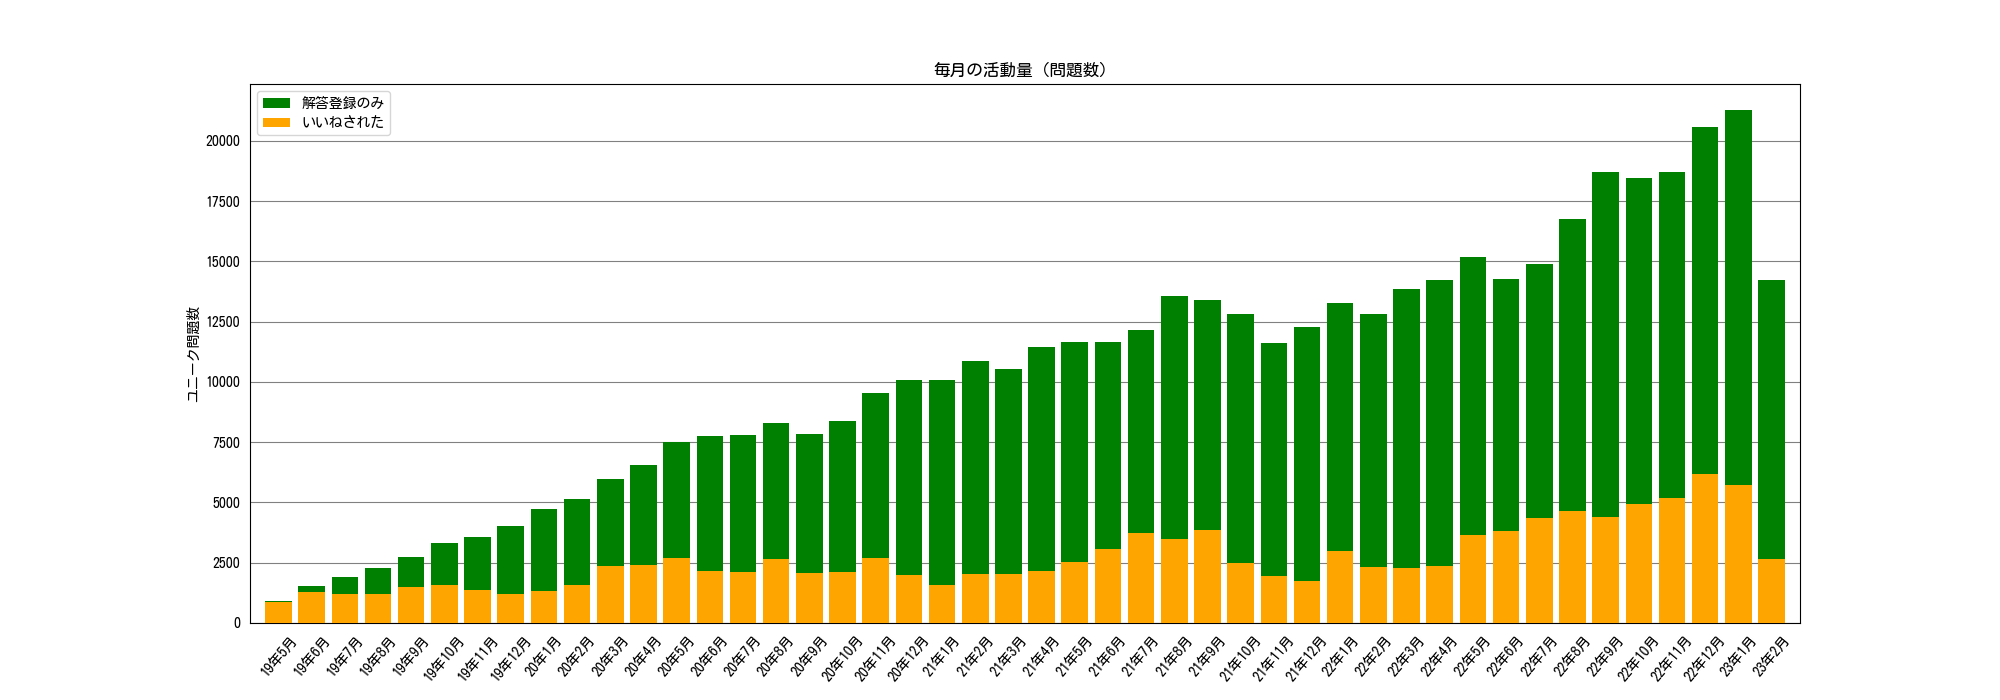 毎月の活動量（問題数）
解答登録のみ
いいねされた
ユニーク問題数
20000
17500
15000
12500
10000
7500
5000
2500
0
19年5月
19年6月
19年7月
19年8月
19年9月
19年10月
19年11月
19年12月
20年1月
20年2月
20年3月
20年4月
20年5月
20年6月
20年7月
20年8月
20年9月
20年10月
20年11月
20年12月
21年1月
21年2月
21年3月
21年4月
21年5月
21年6月
21年7月
21年8月
21年9月
21年10月
21年11月
21年12月
22年1月
22年2月
22年3月
22年4月
22年5月
22年6月
22年7月
22年8月
22年9月
22年10月
22年11月
22年12月
23年1月
23年2月